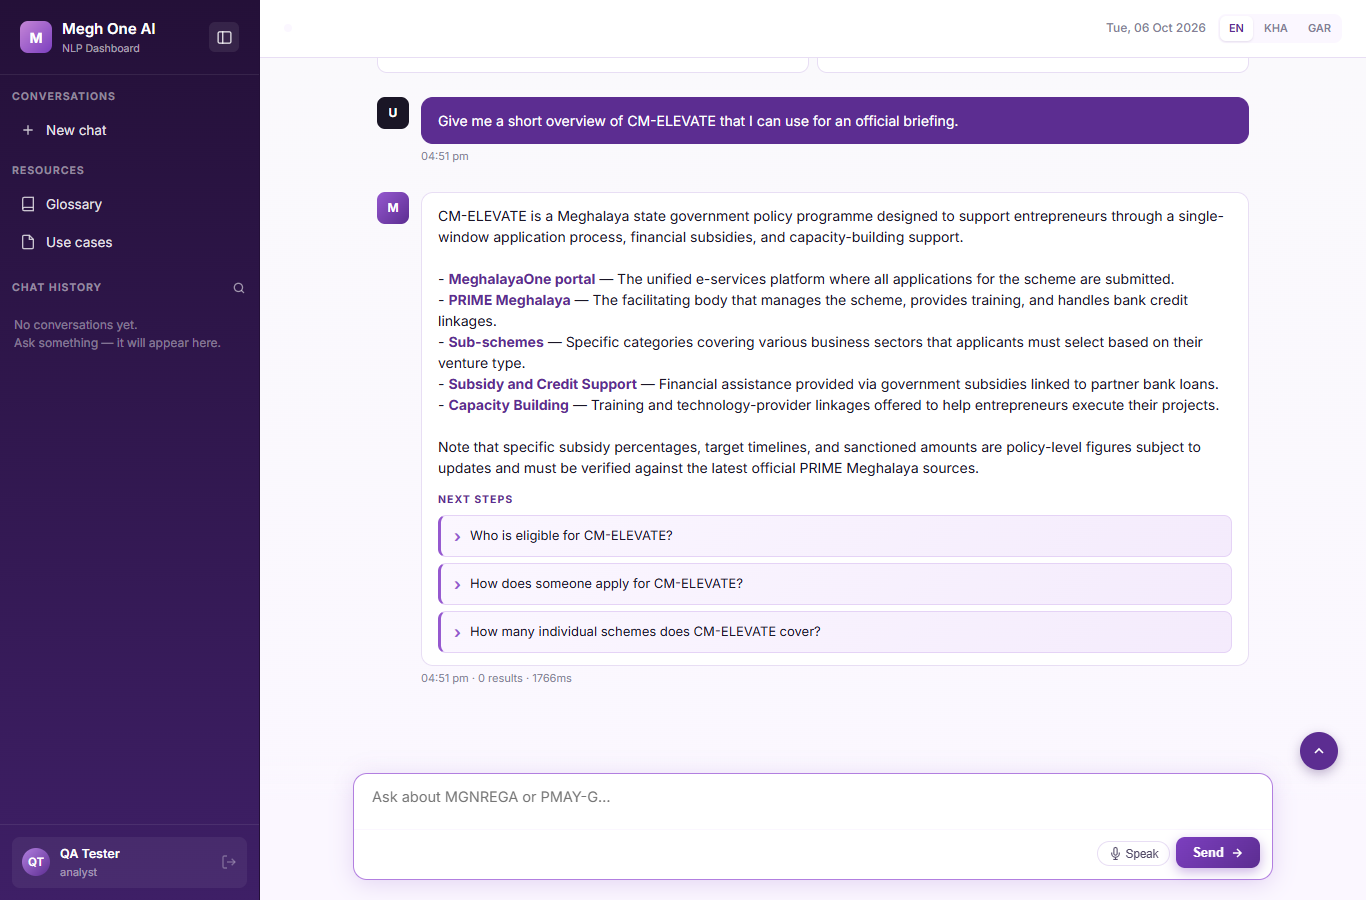 M
Megh One AI
NLP Dashboard
CONVERSATIONS
+ New chat
RESOURCES
Glossary
Use cases
CHAT HISTORY
No conversations yet.
Ask something — it will appear here.
QT
QA Tester
analyst
Tue, 06 Oct 2026
EN KHA GAR
U
Give me a short overview of CM-ELEVATE that I can use for an official briefing.
04:51 pm
M
CM-ELEVATE is a Meghalaya state government policy programme designed to support entrepreneurs through a single-
window application process, financial subsidies, and capacity-building support.
- MeghalayaOne portal — The unified e-services platform where all applications for the scheme are submitted.
- PRIME Meghalaya — The facilitating body that manages the scheme, provides training, and handles bank credit
linkages.
- Sub-schemes — Specific categories covering various business sectors that applicants must select based on their
venture type.
- Subsidy and Credit Support — Financial assistance provided via government subsidies linked to partner bank loans.
- Capacity Building — Training and technology-provider linkages offered to help entrepreneurs execute their projects.
Note that specific subsidy percentages, target timelines, and sanctioned amounts are policy-level figures subject to
updates and must be verified against the latest official PRIME Meghalaya sources.
NEXT STEPS
› Who is eligible for CM-ELEVATE?
› How does someone apply for CM-ELEVATE?
› How many individual schemes does CM-ELEVATE cover?
04:51 pm · 0 results · 1766ms
Ask about MGNREGA or PMAY-G...
Speak
Send →